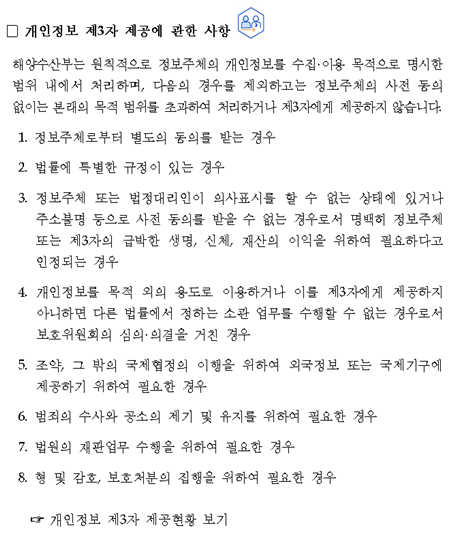 □ 개인정보 제3자 제공에 관한 사항
해양수산부는 원칙적으로 정보주체의 개인정보를 수집·이용 목적으로 명시한
범위 내에서 처리하며, 다음의 경우를 제외하고는 정보주체의 사전 동의
없이는 본래의 목적 범위를 초과하여 처리하거나 제3자에게 제공하지 않습니다.
1. 정보주체로부터 별도의 동의를 받는 경우
2. 법률에 특별한 규정이 있는 경우
3. 정보주체 또는 법정대리인이 의사표시를 할 수 없는 상태에 있거나
주소불명 등으로 사전 동의를 받을 수 없는 경우로서 명백히 정보주체
또는 제3자의 급박한 생명, 신체, 재산의 이익을 위하여 필요하다고
인정되는 경우
4. 개인정보를 목적 외의 용도로 이용하거나 이를 제3자에게 제공하지
아니하면 다른 법률에서 정하는 소관 업무를 수행할 수 없는 경우로서
보호위원회의 심의·의결을 거친 경우
5. 조약, 그 밖의 국제협정의 이행을 위하여 외국정보 또는 국제기구에
제공하기 위하여 필요한 경우
6. 범죄의 수사와 공소의 제기 및 유지를 위하여 필요한 경우
7. 법원의 재판업무 수행을 위하여 필요한 경우
8. 형 및 감호, 보호처분의 집행을 위하여 필요한 경우
☞ 개인정보 제3자 제공현황 보기